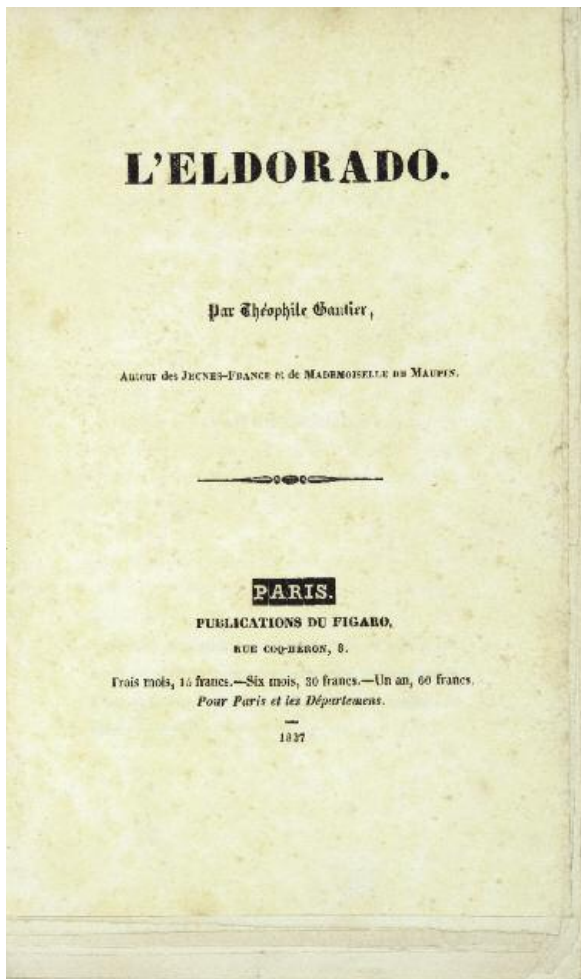 L'ELDORADO.
Par Théophile Gautier,
Auteur des JEUNES-FRANCE et de MADEMOISELLE DE MAUPIN.
PARIS.
PUBLICATIONS DU FIGARO,
RUE COQ-HÉRON, 8.
Trois mois, 15 francs.—Six mois, 30 francs.—Un an, 60 francs.
Pour Paris et les Départemens.
1837